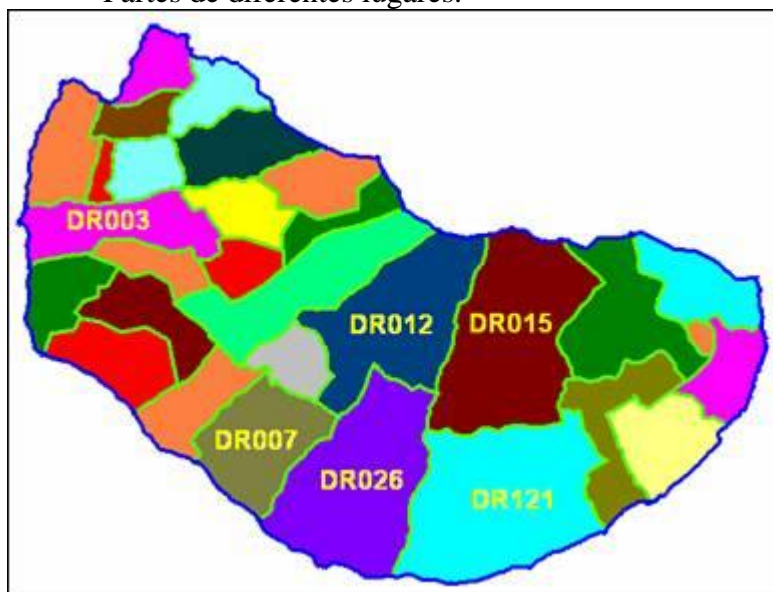 Partes de diferentes lugares.
DR003
DR012
DR015
DR007
DR026
DR121